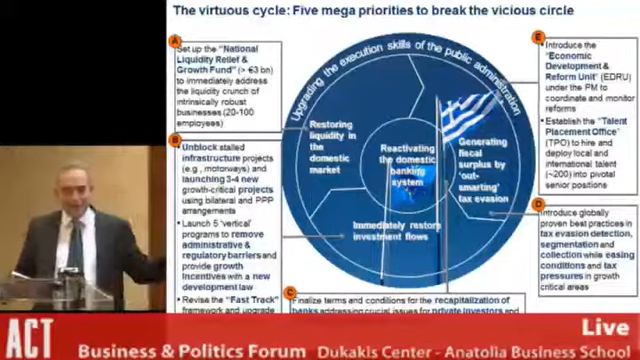 The virtuous cycle: Five mega priorities to break the vicious circle
A
Set up the "National
Liquidity Relief &
Growth Fund" (> €3 bn)
to immediately address
the liquidity crunch of
intrinsically robust
businesses (20-100
employees)
B
Unblock stalled
infrastructure projects
(e.g., motorways) and
launching 3-4 new
growth-critical projects
using bilateral and PPP
arrangements
Launch 5 "vertical"
programs to remove
administrative &
regulatory barriers and
provide growth
incentives with a new
development law
Revise the "Fast Track"
framework and upgrade
Upgrading the execution skills of the public administration
Restoring
liquidity in
the domestic
market
Reactivating
the domestic
banking
system
Generating
fiscal
surplus by
'out-
smarting'
tax evasion
Immediately restore
investment flows
E
Introduce the
"Economic
Development &
Reform Unit" (EDRU)
under the PM to
coordinate and monitor
reforms
Establish the "Talent
Placement Office"
(TPO) to hire and
deploy local and
international talent
(~200) into pivotal
senior positions
D
Introduce globally
proven best practices in
tax evasion detection,
segmentation and
collection while easing
conditions and tax
pressures in growth
critical areas
C
Finalize terms and conditions for the recapitalization of
banks addressing crucial issues for private investors and
ACT
Live
Business & Politics Forum Dukakis Center - Anatolia Business School